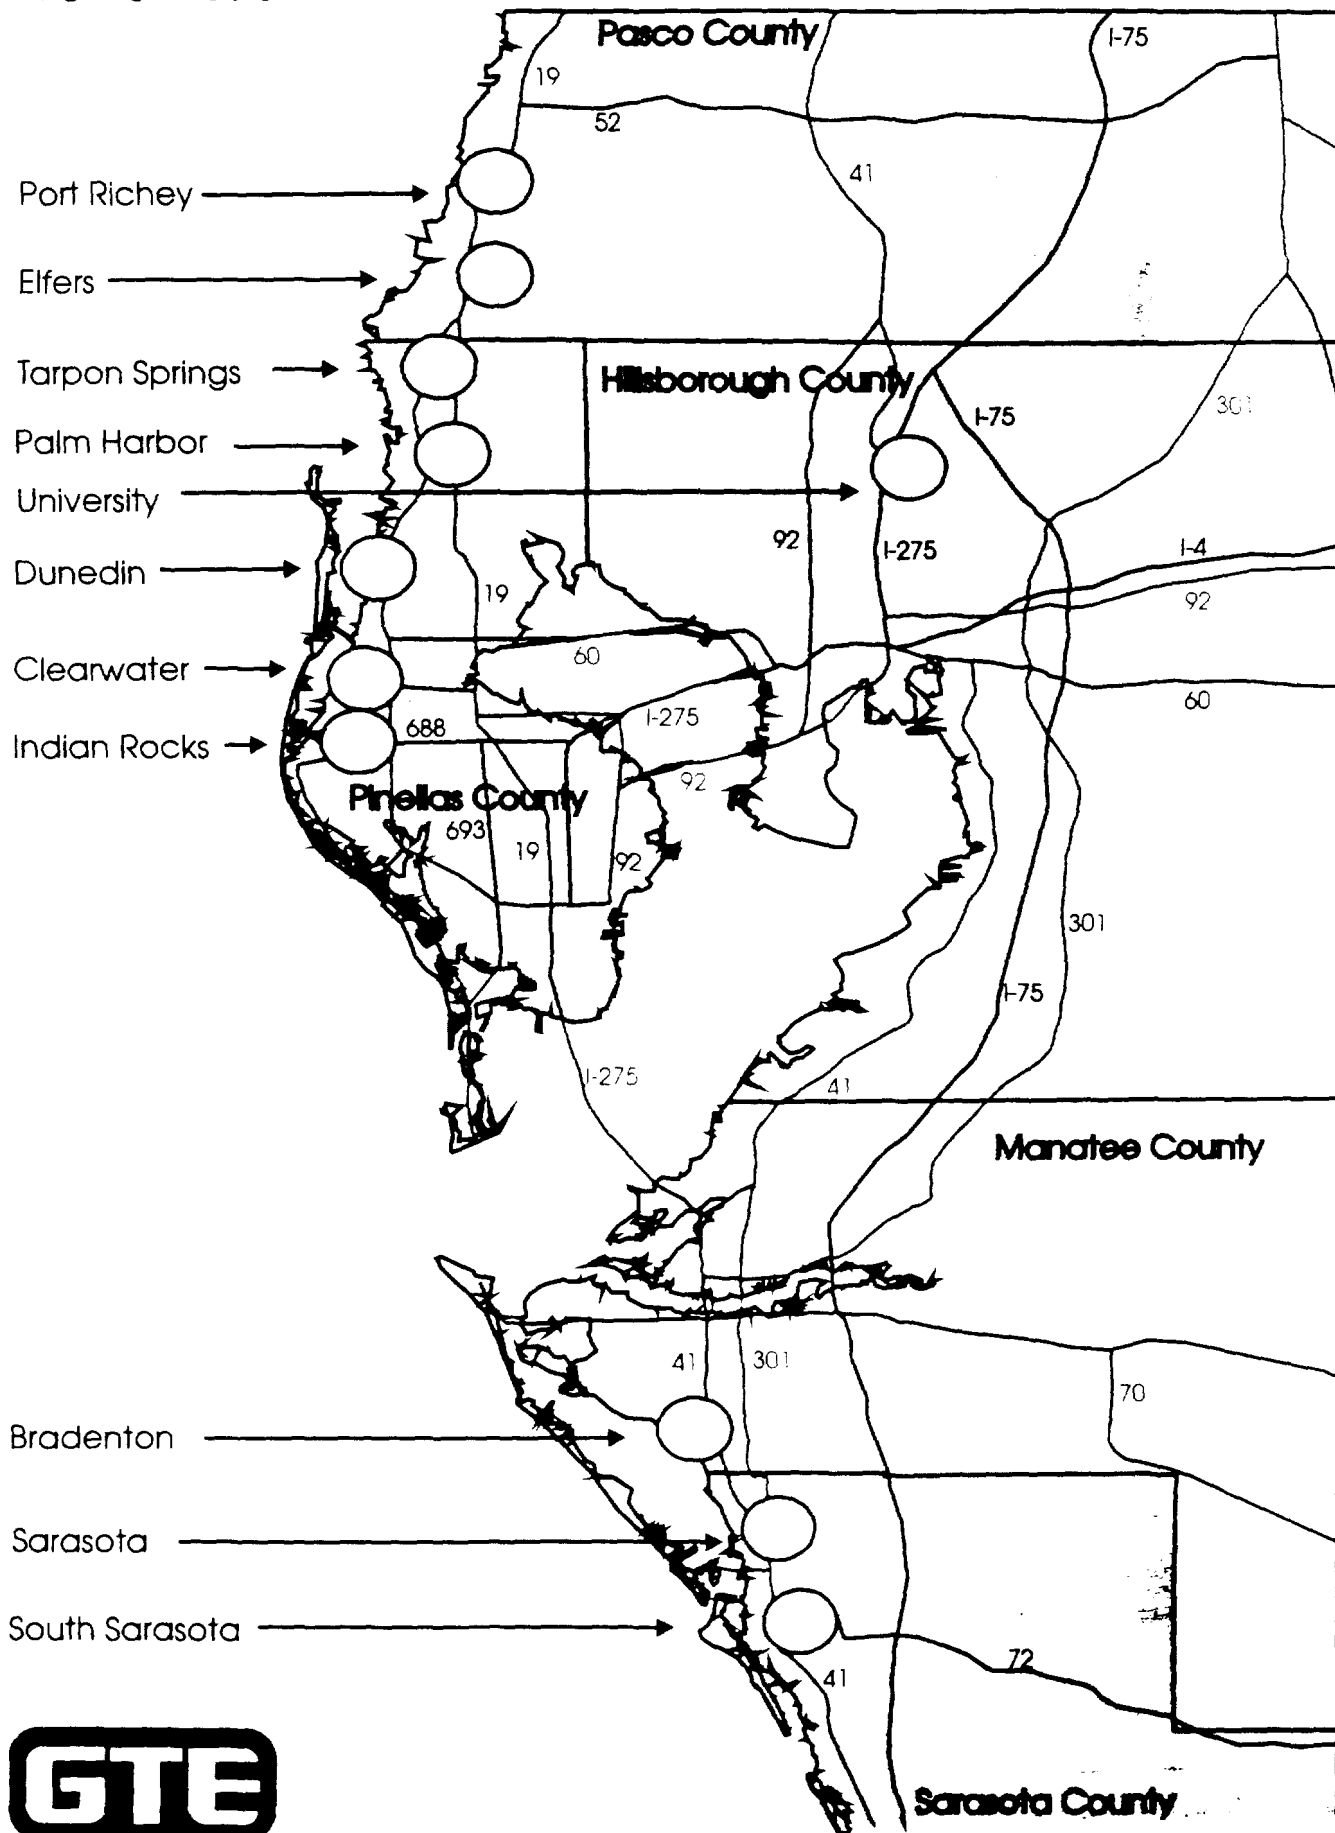 Pasco County
I-75
19
52
41
Port Richey
Elfers
Tarpon Springs
Hillsborough County
I-75
301
Palm Harbor
University
92
I-275
I-4
Dunedin
19
92
60
Clearwater
60
688
I-275
Indian Rocks
92
Pinellas County
693
19
92
301
I-75
I-275
41
Manatee County
41
301
70
Bradenton
Sarasota
South Sarasota
72
41
GTE
Sarasota County